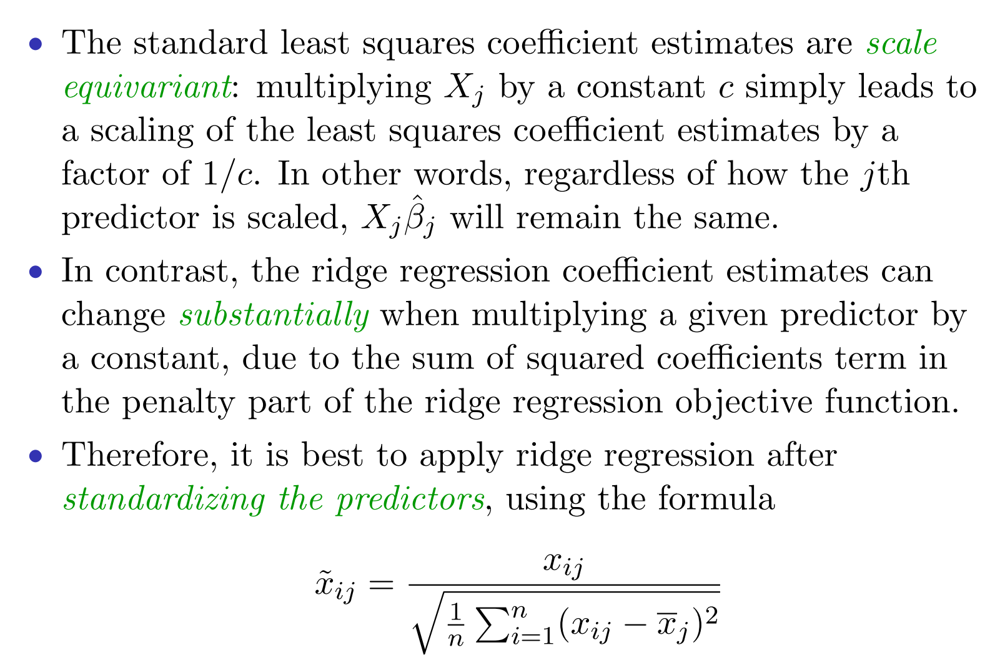 • The standard least squares coefficient estimates are scale
equivariant: multiplying $X_j$ by a constant $c$ simply leads to
a scaling of the least squares coefficient estimates by a
factor of $1/c$. In other words, regardless of how the $j$th
predictor is scaled, $X_j\hat{\beta}_j$ will remain the same.
• In contrast, the ridge regression coefficient estimates can
change substantially when multiplying a given predictor by
a constant, due to the sum of squared coefficients term in
the penalty part of the ridge regression objective function.
• Therefore, it is best to apply ridge regression after
standardizing the predictors, using the formula
$\tilde{x}_{ij} = \frac{x_{ij}}{\sqrt{\frac{1}{n}\sum_{i=1}^{n}(x_{ij} - \overline{x}_j)^2}}$